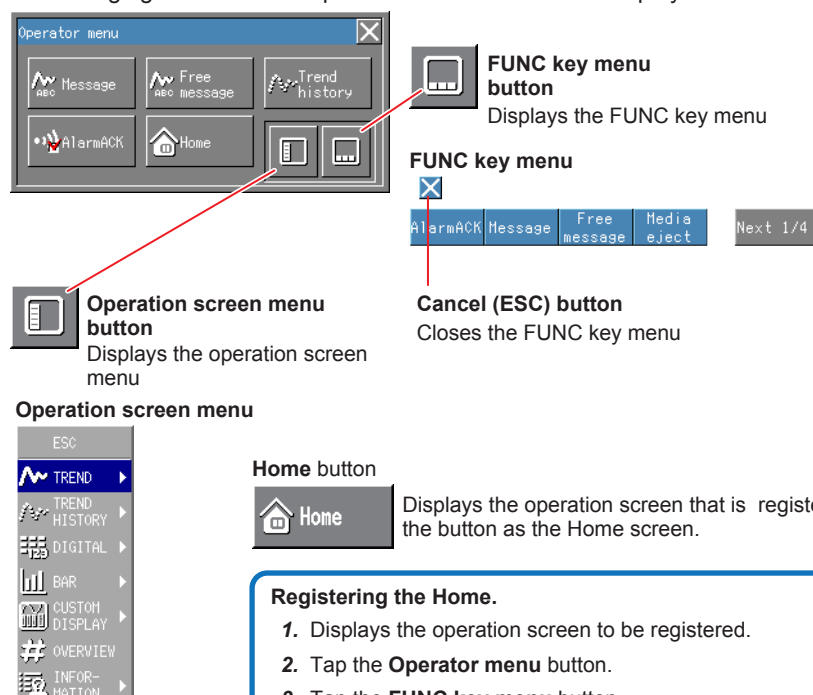 Operator menu
Message
Free message
Trend history
AlarmACK
Home
FUNC key menu
button
Displays the FUNC key menu
FUNC key menu
AlarmACK Message Free message Media eject Next 1/4
Operation screen menu
button
Displays the operation screen
menu
Cancel (ESC) button
Closes the FUNC key menu
Operation screen menu
ESC
TREND
TREND
HISTORY
DIGITAL
BAR
CUSTOM
DISPLAY
OVERVIEW
INFOR-
MATION
Home button
Home
Displays the operation screen that is
the button as the Home screen.
Registering the Home.
1. Displays the operation screen to be registered.
2. Tap the Operator menu button.